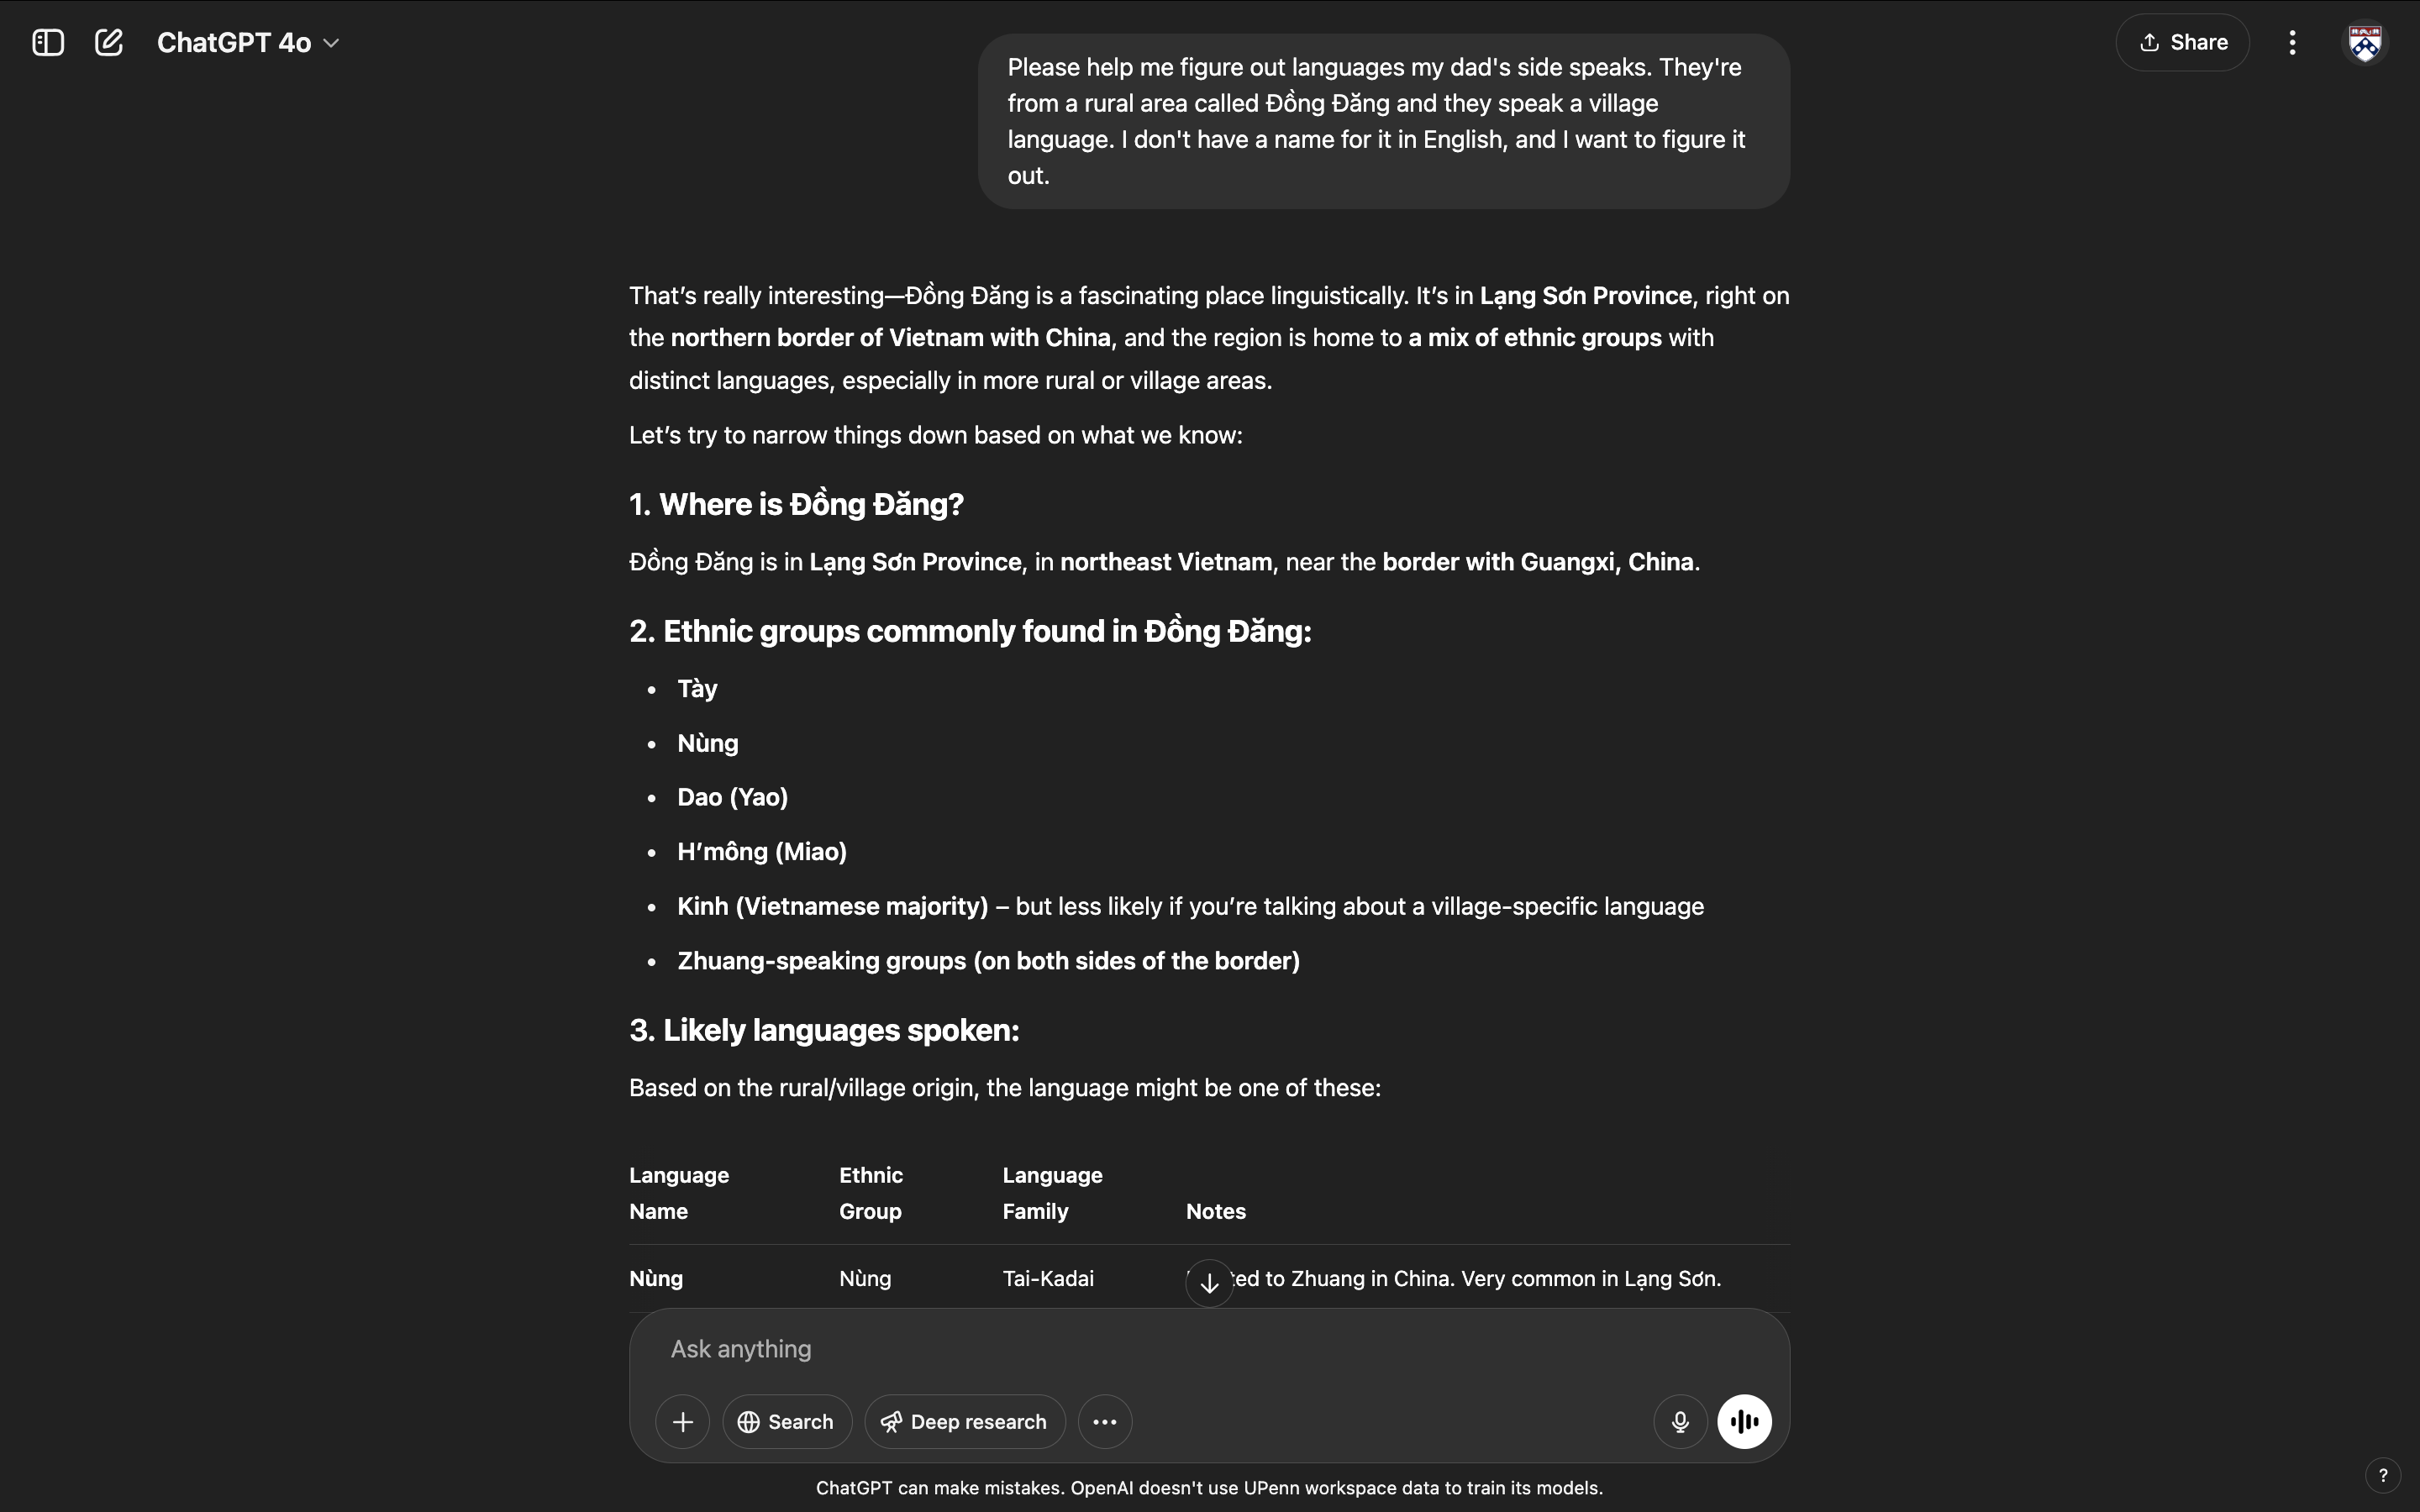 ChatGPT 4o
Share
Please help me figure out languages my dad's side speaks. They're
from a rural area called Đồng Đăng and they speak a village
language. I don't have a name for it in English, and I want to figure it
out.
That’s really interesting—Đồng Đăng is a fascinating place linguistically. It’s in Lạng Sơn Province, right on
the northern border of Vietnam with China, and the region is home to a mix of ethnic groups with
distinct languages, especially in more rural or village areas.
Let’s try to narrow things down based on what we know:
1. Where is Đồng Đăng?
Đồng Đăng is in Lạng Sơn Province, in northeast Vietnam, near the border with Guangxi, China.
2. Ethnic groups commonly found in Đồng Đăng:
• Tày
• Nùng
• Dao (Yao)
• H’mông (Miao)
• Kinh (Vietnamese majority) – but less likely if you’re talking about a village-specific language
• Zhuang-speaking groups (on both sides of the border)
3. Likely languages spoken:
Based on the rural/village origin, the language might be one of these:
Language Name Ethnic Group Language Family Notes
Nùng Nùng Tai-Kadai to Zhuang in China. Very common in Lạng Sơn.
Ask anything
Search Deep research
ChatGPT can make mistakes. OpenAI doesn't use UPenn workspace data to train its models.
?